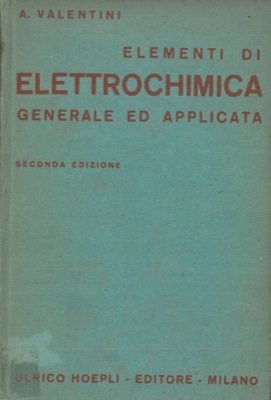 A. VALENTINI
ELEMENTI DI
ELETTROCHIMICA
GENERALE ED APPLICATA
SECONDA EDIZIONE
ULRICO HOEPLI - EDITORE - MILANO